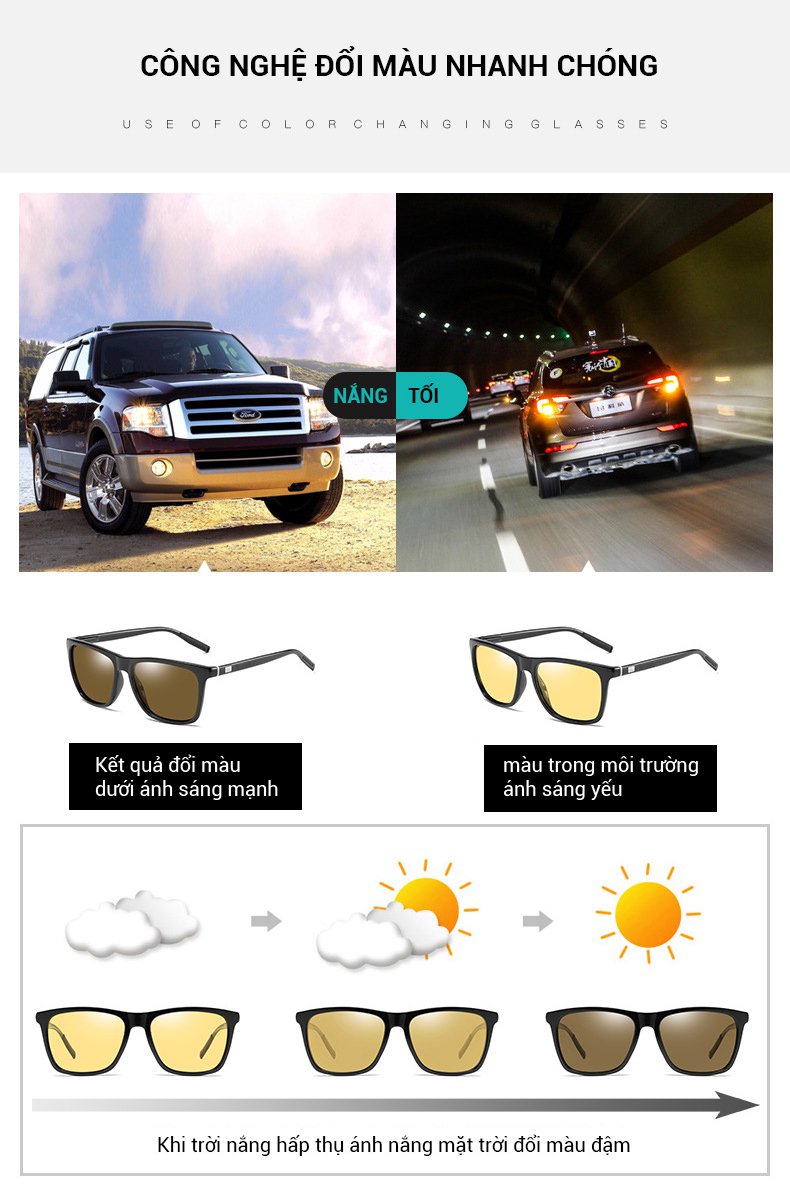 CÔNG NGHỆ ĐỔI MÀU NHANH CHÓNG
USE OF COLOR CHANGING GLASSES
NẮNG TỐI
Ford
Kết quả đổi màu
dưới ánh sáng mạnh
màu trong môi trường
ánh sáng yếu
Khi trời nắng hấp thụ ánh nắng mặt trời đổi màu đậm